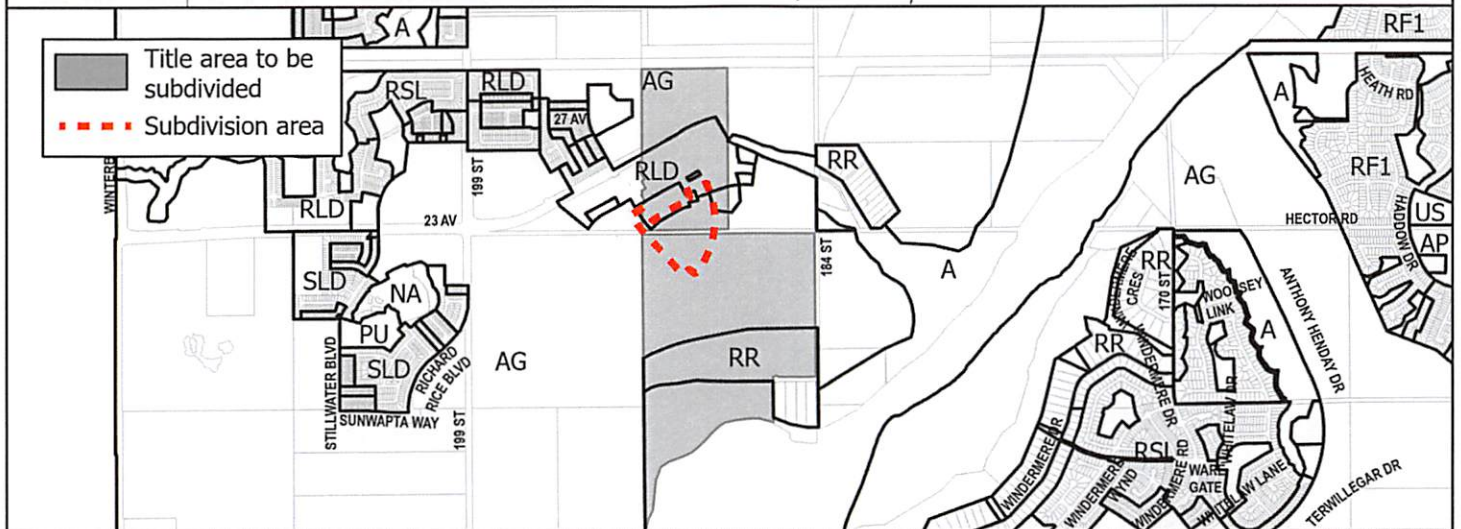 RF1
A
Title area to be
subdivided
Subdivision area
RSL
RLD
AG
A
HEATH RD
27 AV
RLD
RR
RF1
AG
199 ST
RLD
23 AV
HECTOR RD
HADDOW DR
US
AP
SLD
NA
184 ST
A
RR
CRES
170 ST
WOOLSEY
LINK
A
ANTHONY HENDAY DR
PU
STILLWATER BLVD
SLD
RICHARD
RICE BLVD
AG
RR
RR
WINDERMERE DR
WHITELAW DR
SUNWAPTA WAY
199 ST
WINDERMERE DR
RSL
WINDERMERE RD
WARE
GATE
WINDERMERE
WYND
WHITELAW LANE
TERWILLEGAR DR